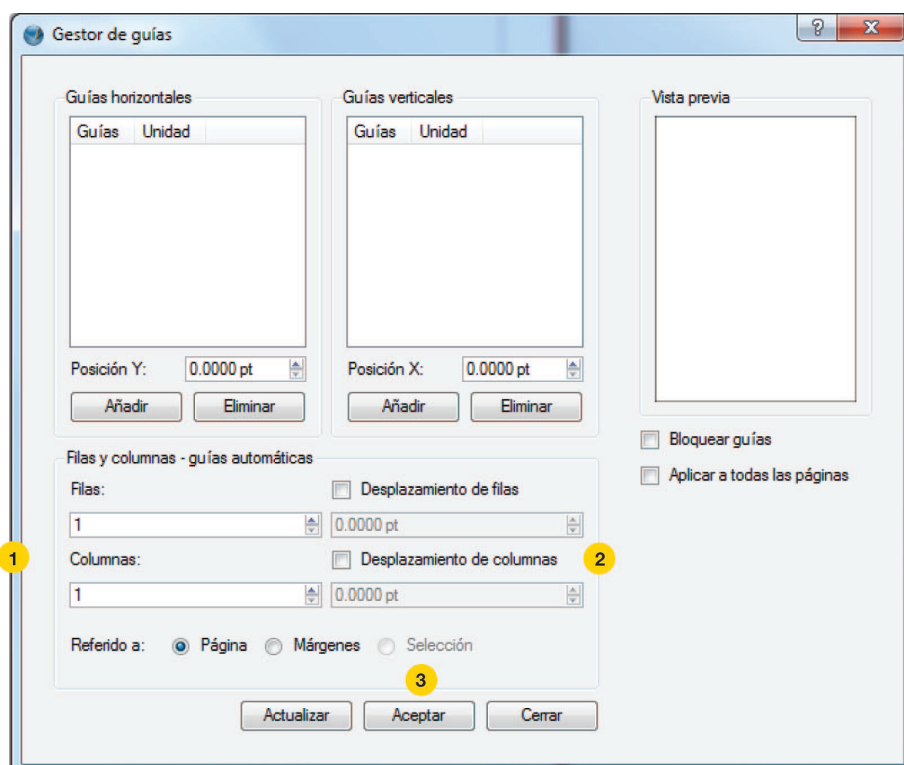 Gestor de guías
Guías horizontales
Guías Unidad
Posición Y: 0.0000 pt
Añadir Eliminar
Guías verticales
Guías Unidad
Posición X: 0.0000 pt
Añadir Eliminar
Vista previa
Bloquear guías
Aplicar a todas las páginas
Filas y columnas - guías automáticas
Filas: Desplazamiento de filas
1 0.0000 pt
1 Columnas: Desplazamiento de columnas 2
1 0.0000 pt
Referido a: Página Márgenes Selección
3
Actualizar Aceptar Cerrar